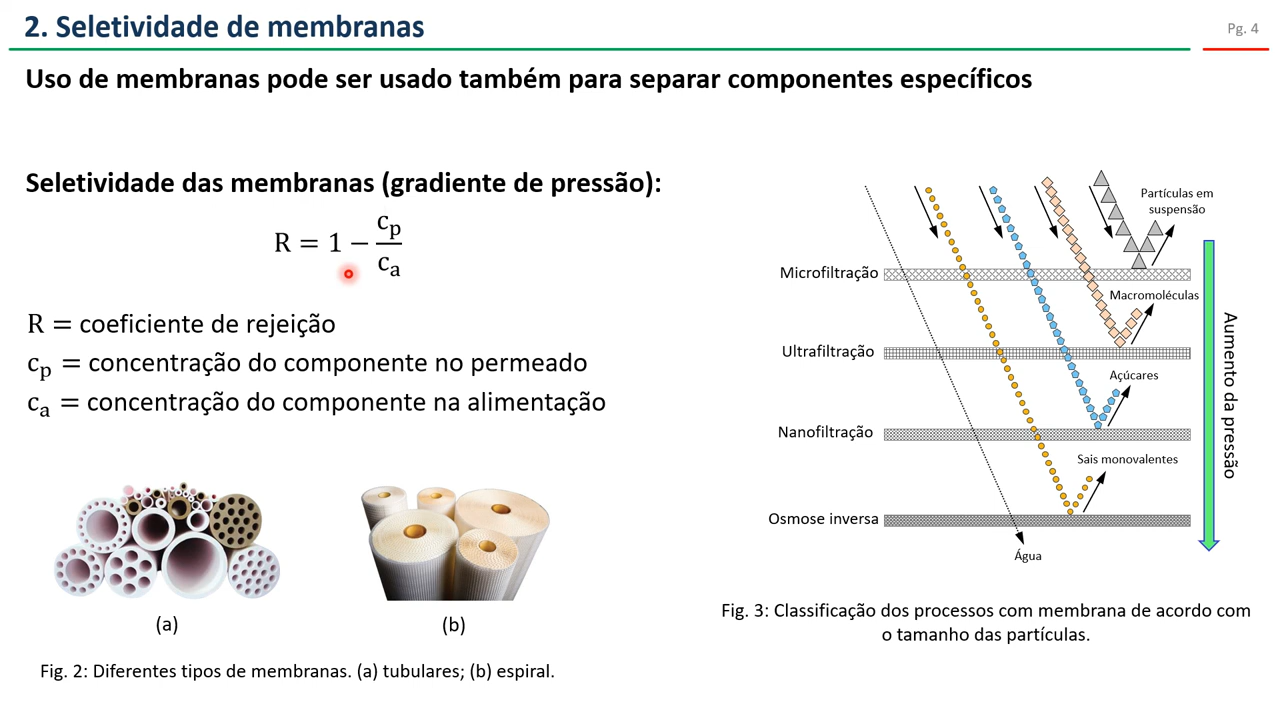 2. Seletividade de membranas
Pg. 4
Uso de membranas pode ser usado também para separar componentes específicos
Seletividade das membranas (gradiente de pressão):
R = 1 − cₚ/cₐ
R = coeficiente de rejeição
cₚ = concentração do componente no permeado
cₐ = concentração do componente na alimentação
(a)
(b)
Fig. 2: Diferentes tipos de membranas. (a) tubulares; (b) espiral.
Partículas em
suspensão
Microfiltração
Macromoléculas
Ultrafiltração
Açúcares
Nanofiltração
Sais monovalentes
Osmose inversa
Água
Aumento da pressão
Fig. 3: Classificação dos processos com membrana de acordo com
o tamanho das partículas.